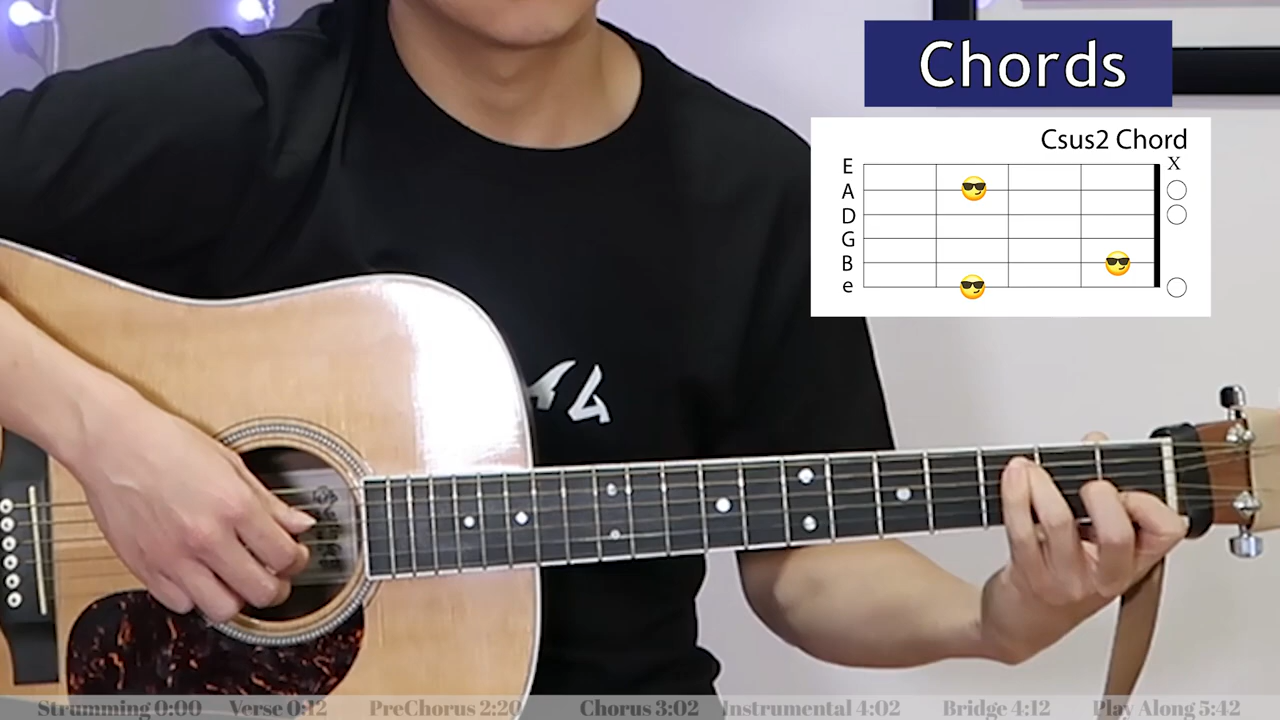 Chords
Csus2 Chord
E X
A
D
G
B
e
Strumming 0:00 Verse 0:12 PreChorus 2:20 Chorus 3:02 Instrumental 4:02 Bridge 4:12 Play Along 5:42